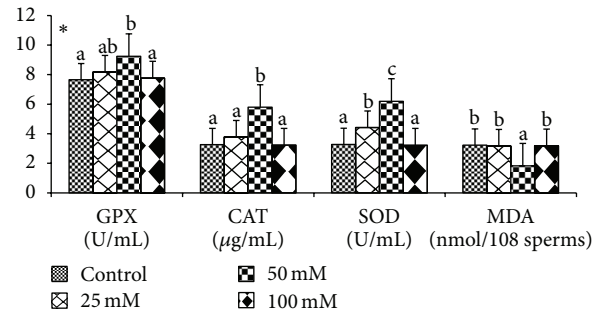 12
10
8
6
4
2
0
*
a ab b a
a a b a
a b c a
b b a b
GPX CAT SOD MDA
(U/mL) (μg/mL) (U/mL) (nmol/108 sperms)
Control 50 mM
25 mM 100 mM